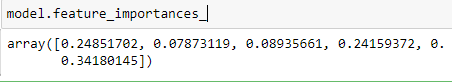 model.feature_importances_
array([0.24851702, 0.07873119, 0.08935661, 0.24159372, 0.
0.34180145])